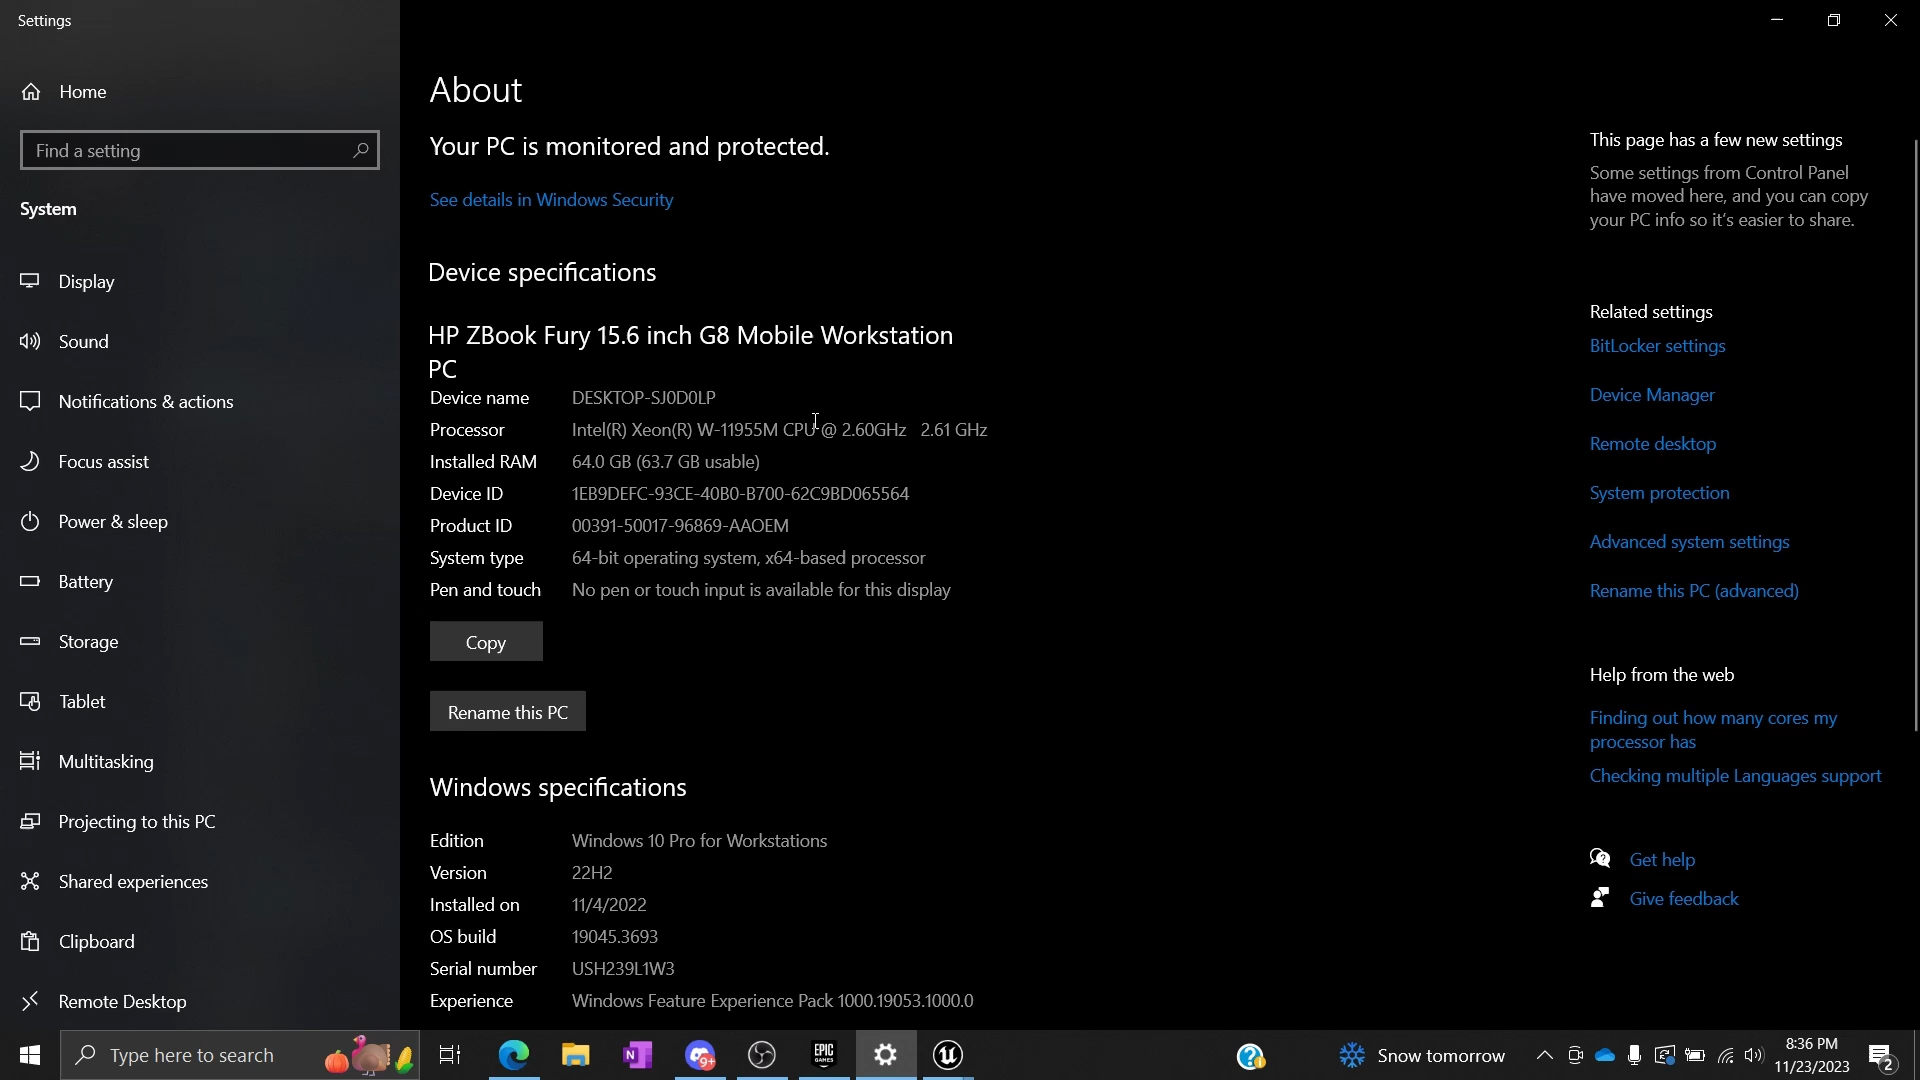 Settings
Home
Find a setting
System
Display
Sound
Notifications & actions
Focus assist
Power & sleep
Battery
Storage
Tablet
Multitasking
Projecting to this PC
Shared experiences
Clipboard
Remote Desktop
About
Your PC is monitored and protected.
See details in Windows Security
Device specifications
HP ZBook Fury 15.6 inch G8 Mobile Workstation
PC
Device name DESKTOP-SJ0D0LP
Processor Intel(R) Xeon(R) W-11955M CPU @ 2.60GHz 2.61 GHz
Installed RAM 64.0 GB (63.7 GB usable)
Device ID 1EB9DEFC-93CE-40B0-B700-62C9BD065564
Product ID 00391-50017-96869-AAOEM
System type 64-bit operating system, x64-based processor
Pen and touch No pen or touch input is available for this display
Copy
Rename this PC
Windows specifications
Edition Windows 10 Pro for Workstations
Version 22H2
Installed on 11/4/2022
OS build 19045.3693
Serial number USH239L1W3
Experience Windows Feature Experience Pack 1000.19053.1000.0
This page has a few new settings
Some settings from Control Panel
have moved here, and you can copy
your PC info so it's easier to share.
Related settings
BitLocker settings
Device Manager
Remote desktop
System protection
Advanced system settings
Rename this PC (advanced)
Help from the web
Finding out how many cores my
processor has
Checking multiple Languages support
Get help
Give feedback
Type here to search
N
9+
EPIC
GAMES
Snow tomorrow
8:36 PM
11/23/2023
2